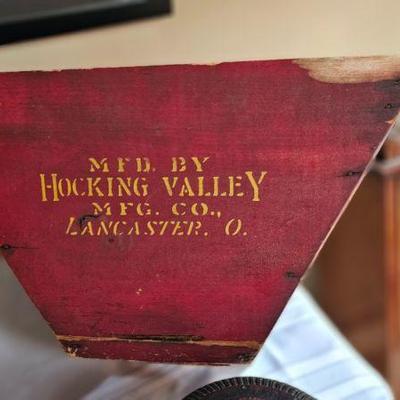 MFD. BY
HOCKING VALLEY
MFG. CO.,
LANCASTER, O.